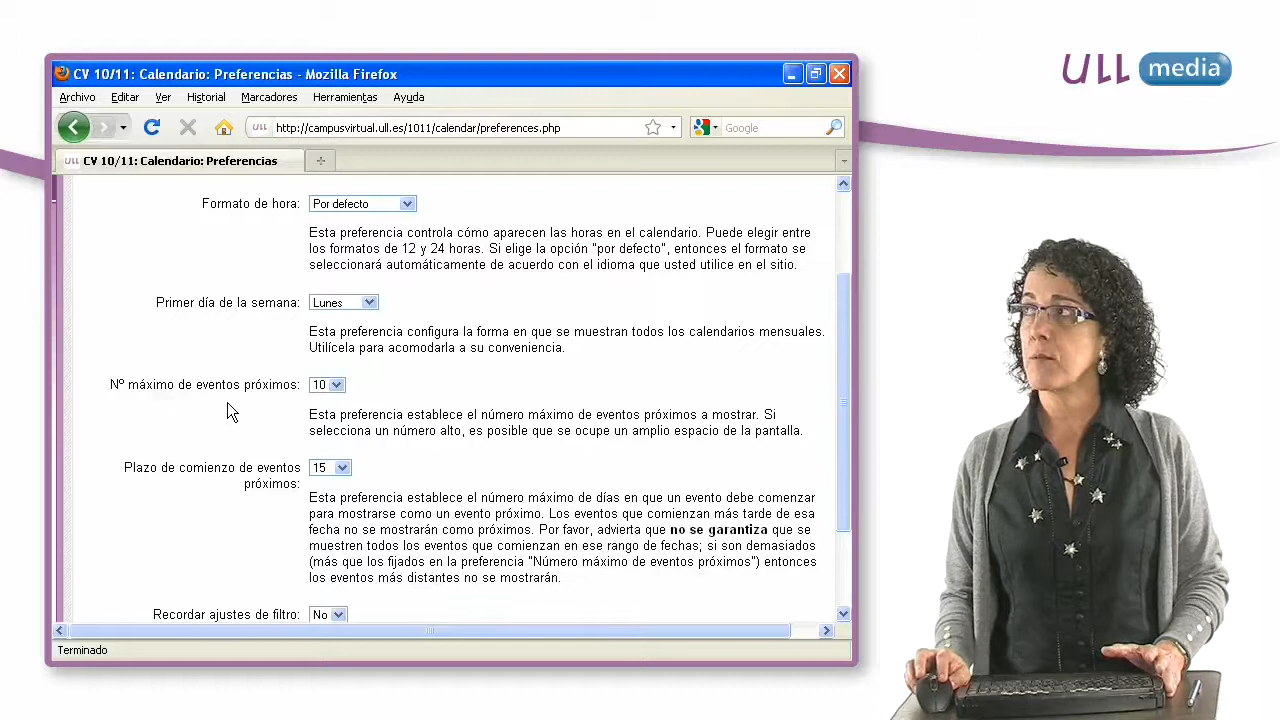 ULL media
CV 10/11: Calendario: Preferencias - Mozilla Firefox
Archivo Editar Ver Historial Marcadores Herramientas Ayuda
ULL http://campusvirtual.ull.es/1011/calendar/preferences.php Google
ULL CV 10/11: Calendario: Preferencias
Formato de hora: Por defecto
Esta preferencia controla cómo aparecen las horas en el calendario. Puede elegir entre
los formatos de 12 y 24 horas. Si elige la opción "por defecto", entonces el formato se
seleccionará automáticamente de acuerdo con el idioma que usted utilice en el sitio.
Primer día de la semana: Lunes
Esta preferencia configura la forma en que se muestran todos los calendarios mensuales.
Utilícela para acomodarla a su conveniencia.
Nº máximo de eventos próximos: 10
Esta preferencia establece el número máximo de eventos próximos a mostrar. Si
selecciona un número alto, es posible que se ocupe un amplio espacio de la pantalla.
Plazo de comienzo de eventos
próximos: 15
Esta preferencia establece el número máximo de días en que un evento debe comenzar
para mostrarse como un evento próximo. Los eventos que comienzan más tarde de esa
fecha no se mostrarán como próximos. Por favor, advierta que no se garantiza que se
muestren todos los eventos que comienzan en ese rango de fechas; si son demasiados
(más que los fijados en la preferencia "Número máximo de eventos próximos") entonces
los eventos más distantes no se mostrarán.
Recordar ajustes de filtro: No
Terminado